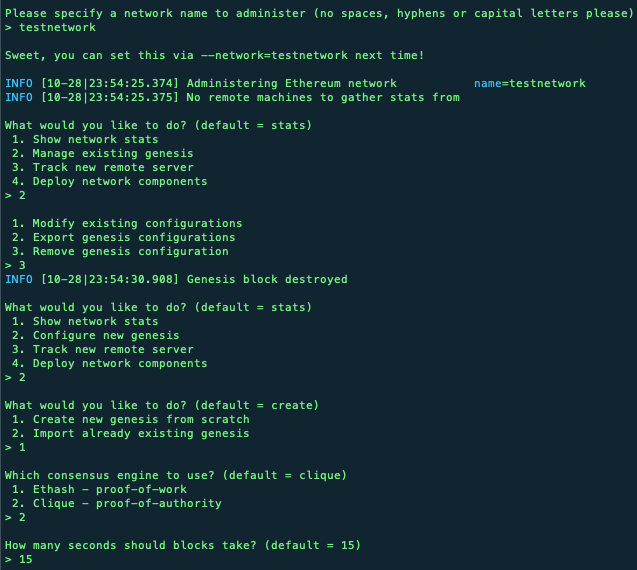 Please specify a network name to administer (no spaces, hyphens or capital letters please)
> testnetwork
Sweet, you can set this via --network=testnetwork next time!
INFO [10-28|23:54:25.374] Administering Ethereum network name=testnetwork
INFO [10-28|23:54:25.375] No remote machines to gather stats from
What would you like to do? (default = stats)
1. Show network stats
2. Manage existing genesis
3. Track new remote server
4. Deploy network components
> 2
1. Modify existing configurations
2. Export genesis configurations
3. Remove genesis configuration
> 3
INFO [10-28|23:54:30.908] Genesis block destroyed
What would you like to do? (default = stats)
1. Show network stats
2. Configure new genesis
3. Track new remote server
4. Deploy network components
> 2
What would you like to do? (default = create)
1. Create new genesis from scratch
2. Import already existing genesis
> 1
Which consensus engine to use? (default = clique)
1. Ethash - proof-of-work
2. Clique - proof-of-authority
> 2
How many seconds should blocks take? (default = 15)
> 15